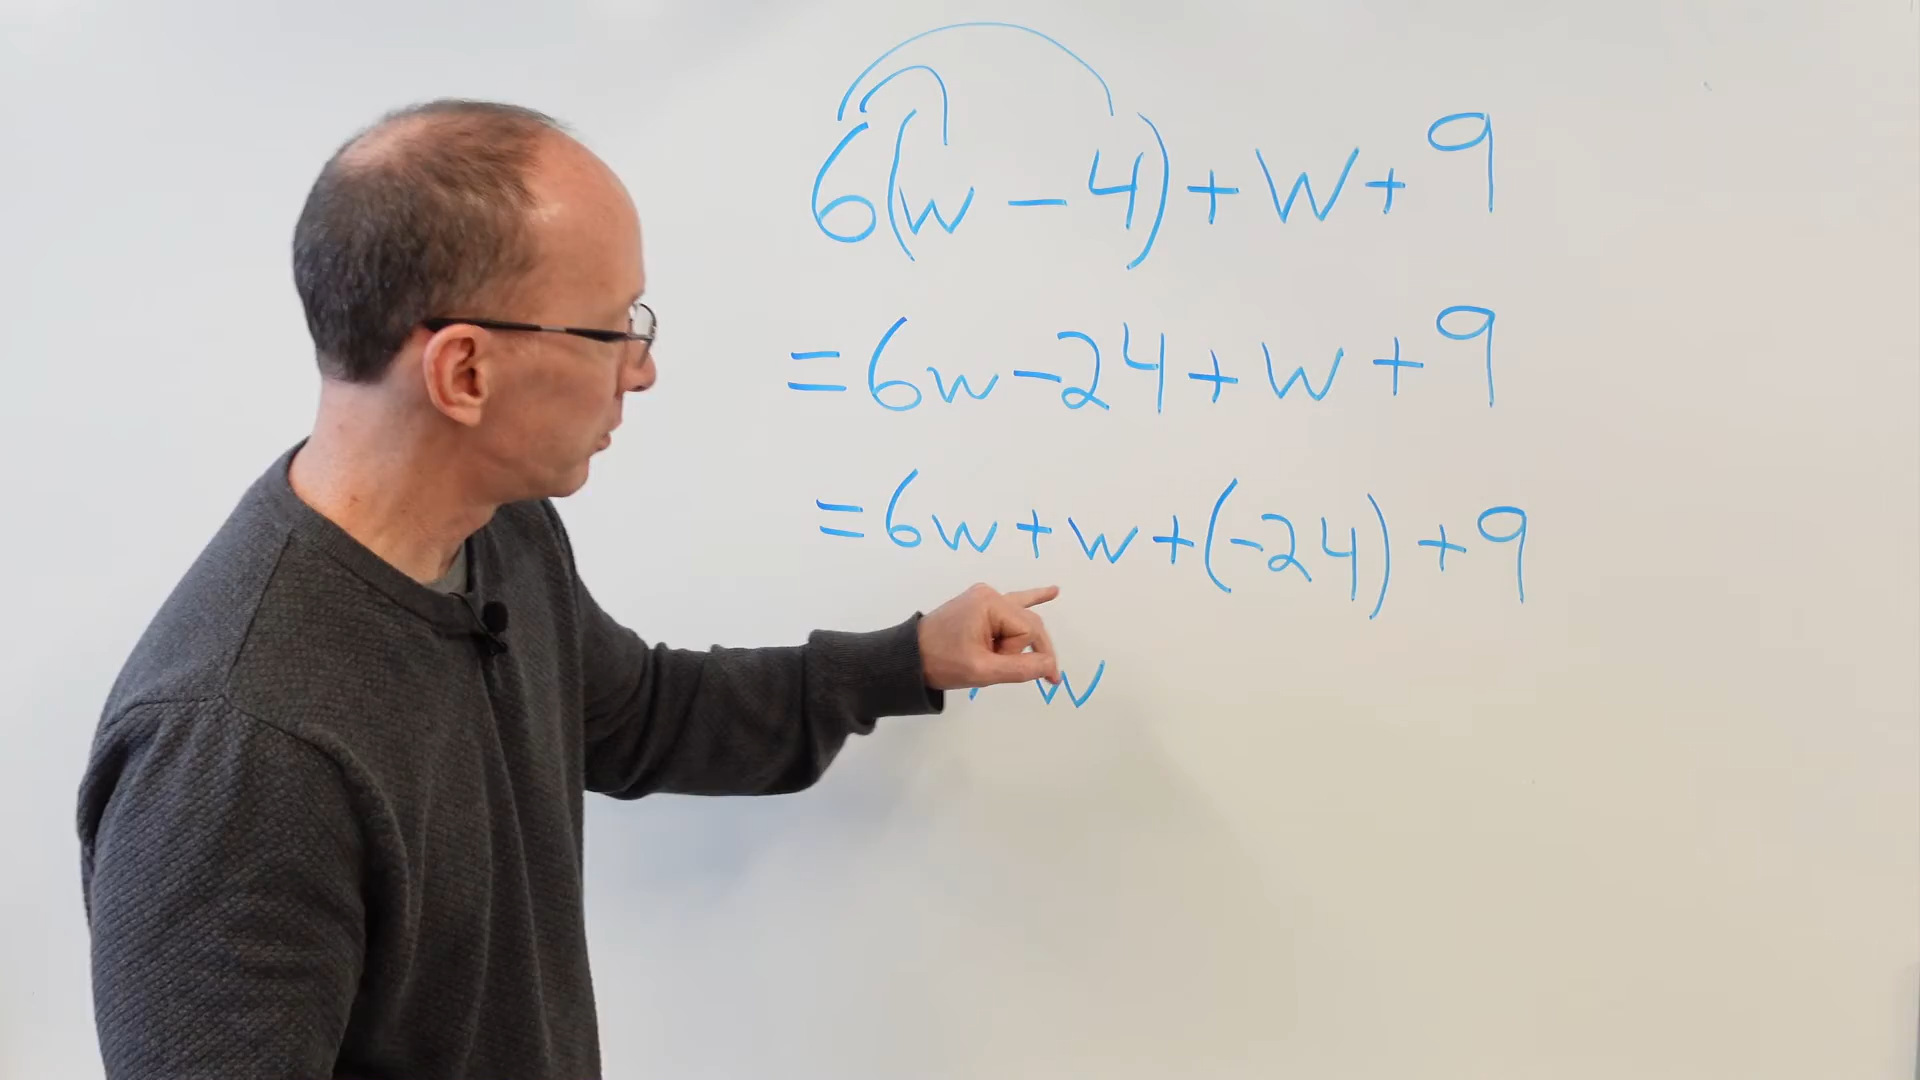 6(w - 4) + w + 9
= 6w - 24 + w + 9
= 6w + w + (-24) + 9
w